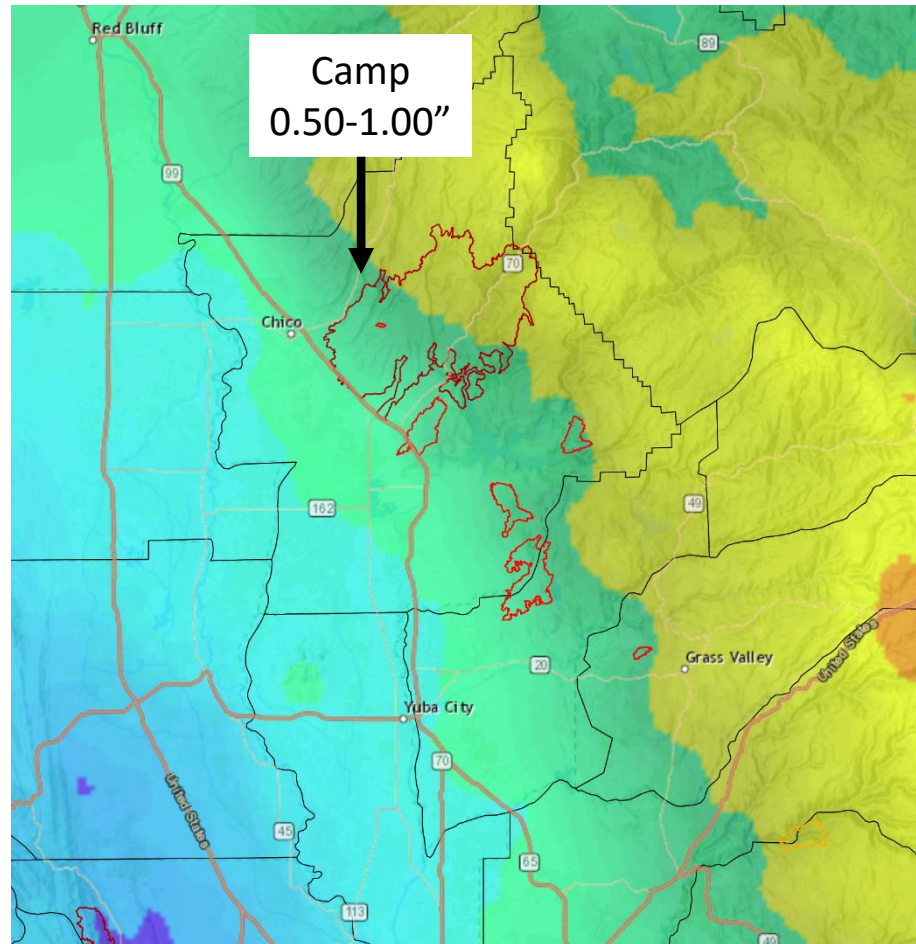 Red Bluff
89
Camp
0.50-1.00”
99
70
Chico
162
49
Grass Valley
United States
20
Yuba City
70
United States
45
65
113
49